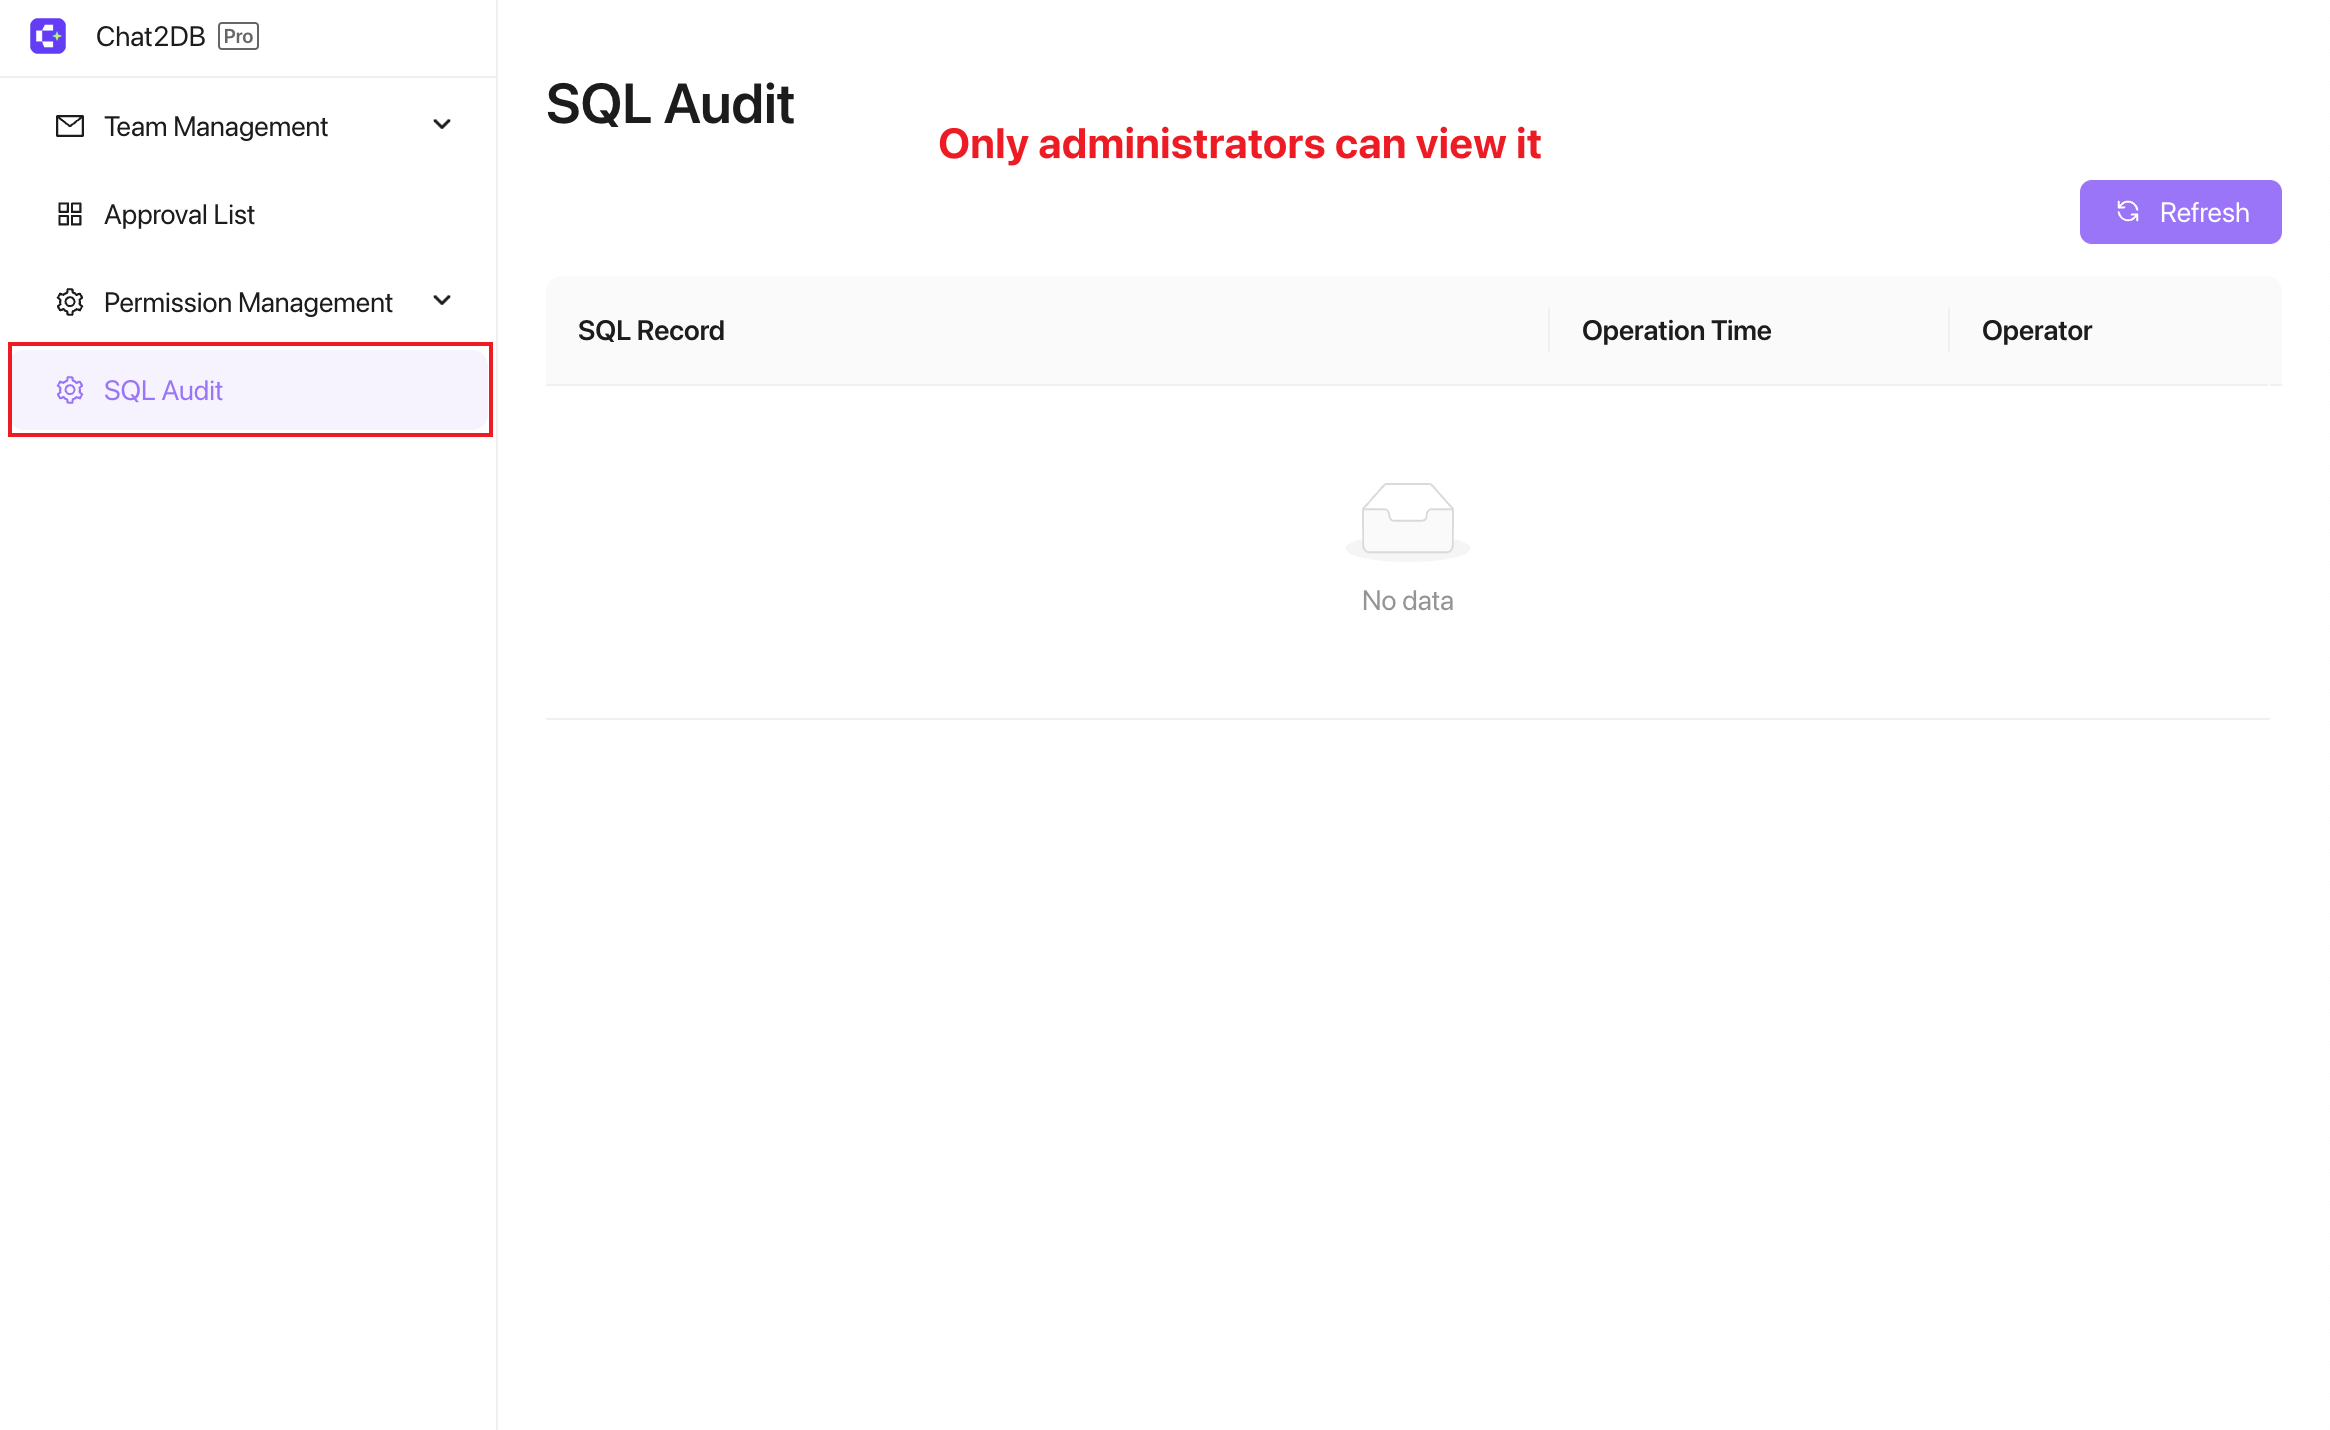 Chat2DB Pro
Team Management
Approval List
Permission Management
SQL Audit
SQL Audit
Only administrators can view it
Refresh
SQL Record Operation Time Operator
No data